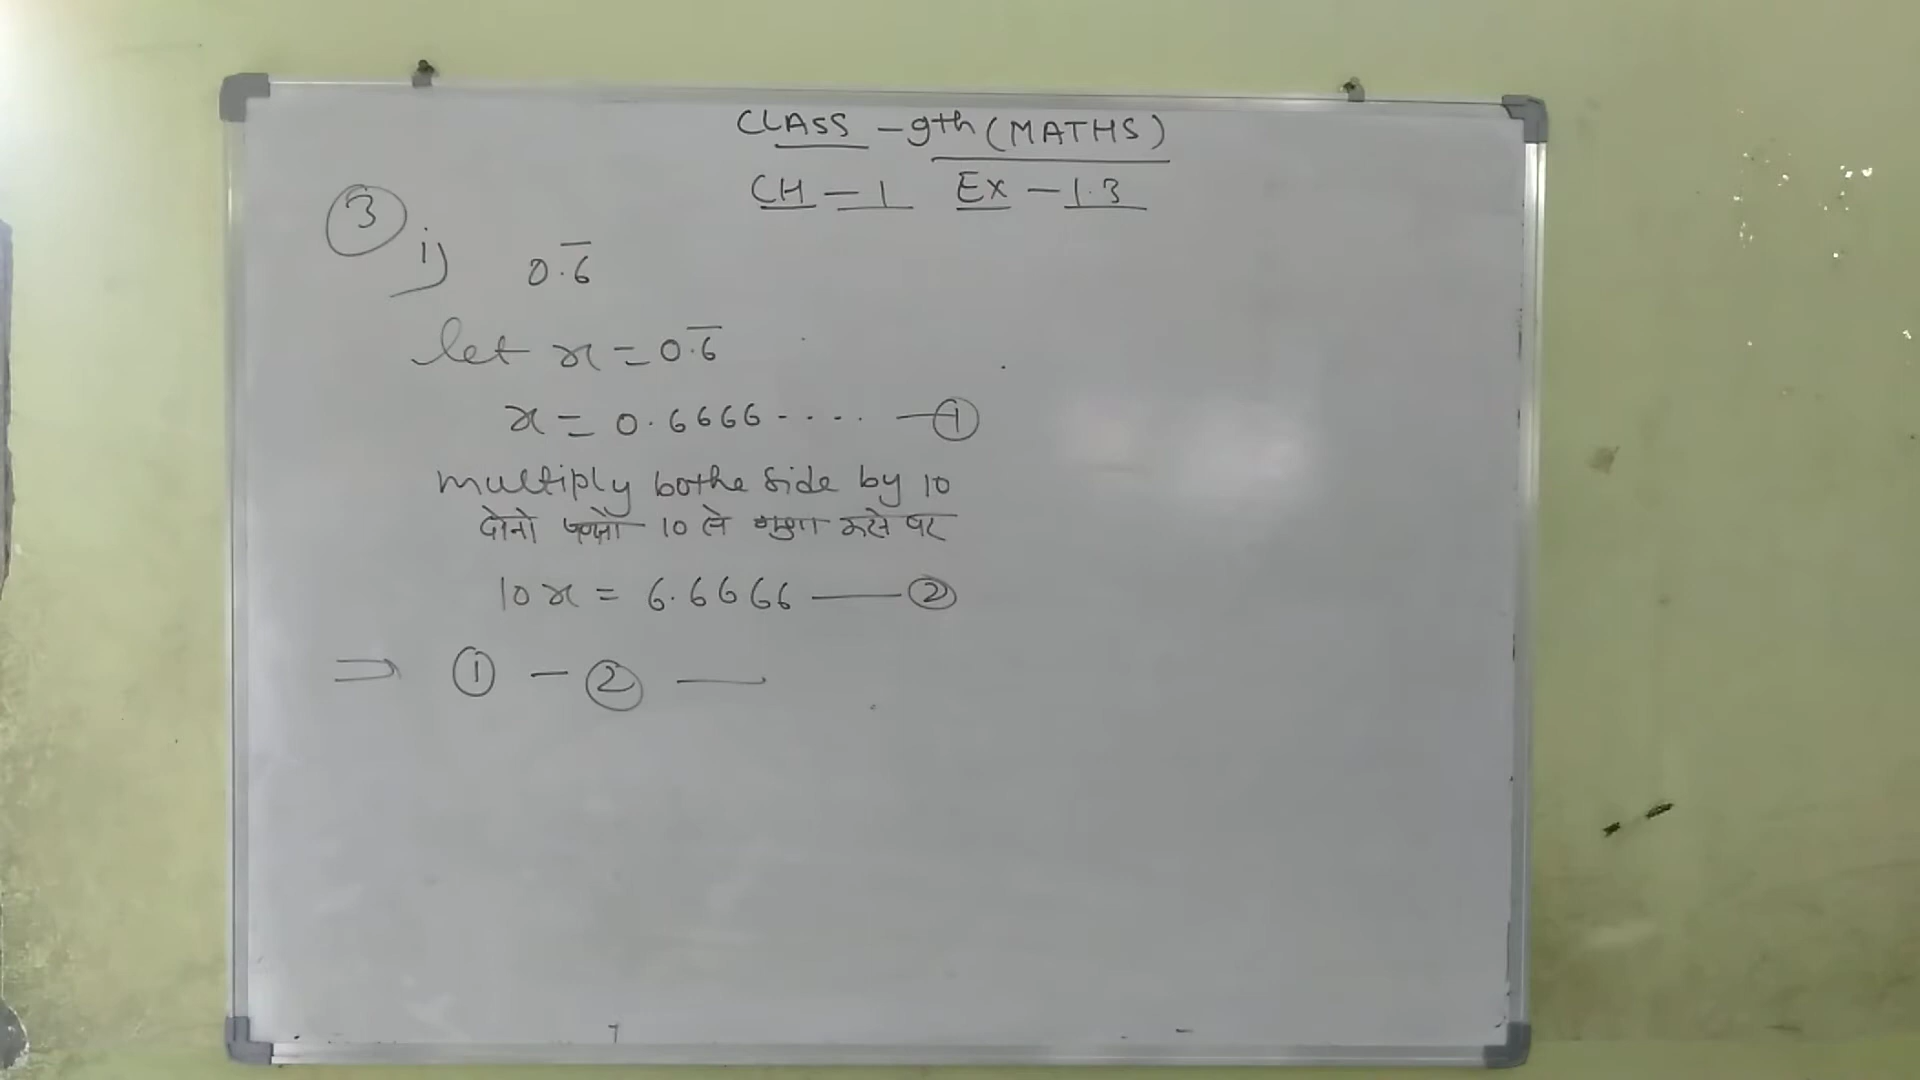 CLASS - 9th (MATHS)
CH - 1 EX - 1.3
3 i) 0.6̅
let x = 0.6̅
x = 0.6666 - . . . — ①
multiply bothe side by 10
दोनो पक्षों 10 से गुणा करने पर
10x = 6.6666 — ②
⇒ ① - ② —